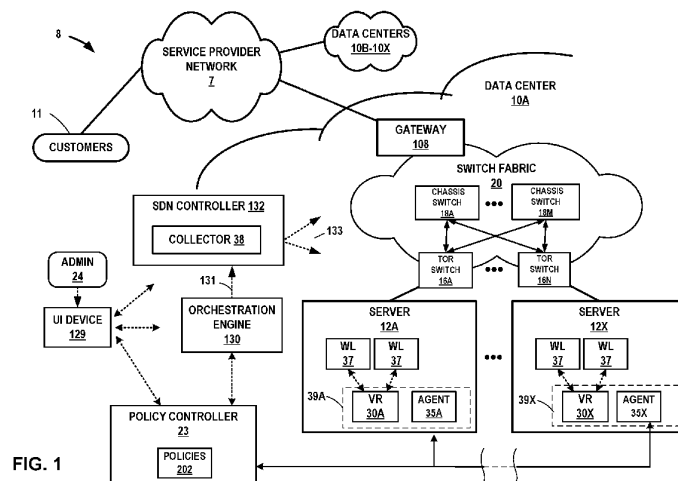 8
SERVICE PROVIDER
NETWORK
7
DATA CENTERS
10B-10X
11
CUSTOMERS
DATA CENTER
10A
GATEWAY
108
SWITCH FABRIC
20
CHASSIS
SWITCH
18A
CHASSIS
SWITCH
18M
SDN CONTROLLER 132
COLLECTOR 38
133
TOR
SWITCH
16A
TOR
SWITCH
16N
ADMIN
24
131
UI DEVICE
129
ORCHESTRATION
ENGINE
130
SERVER
12A
WL
37
WL
37
39A
VR
30A
AGENT
35A
SERVER
12X
WL
37
WL
37
39X
VR
30X
AGENT
35X
POLICY CONTROLLER
23
POLICIES
202
FIG. 1